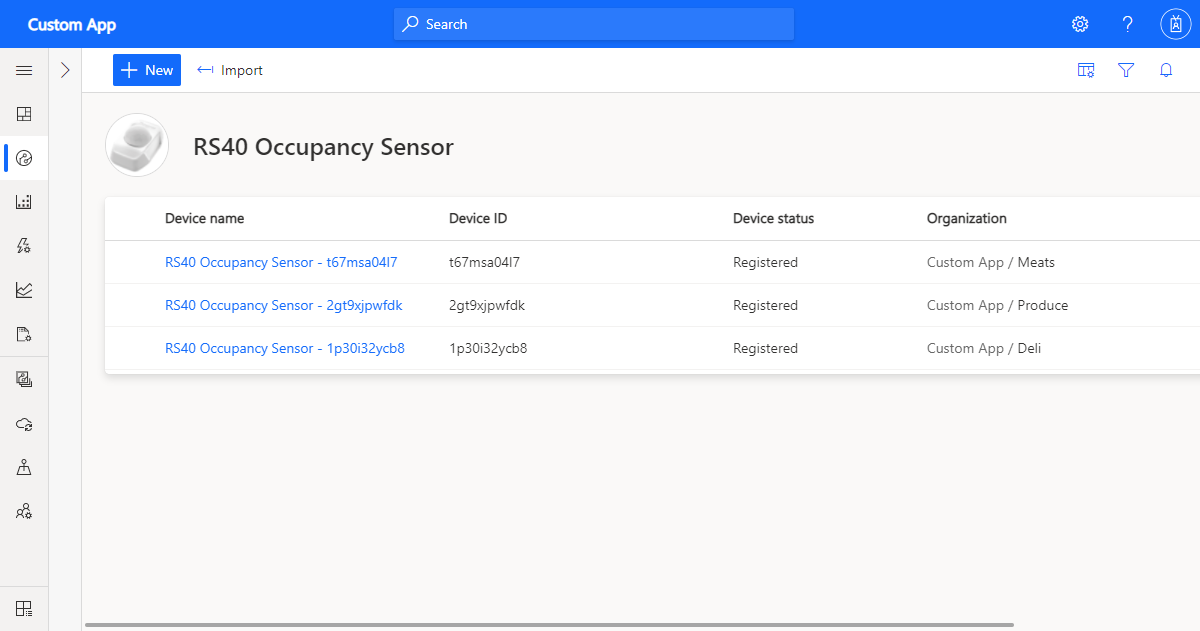 Custom App
Search
New
Import
RS40 Occupancy Sensor
Device name Device ID Device status Organization
RS40 Occupancy Sensor - t67msa04l7 t67msa04l7 Registered Custom App / Meats
RS40 Occupancy Sensor - 2gt9xjpwfdk 2gt9xjpwfdk Registered Custom App / Produce
RS40 Occupancy Sensor - 1p30i32ycb8 1p30i32ycb8 Registered Custom App / Deli